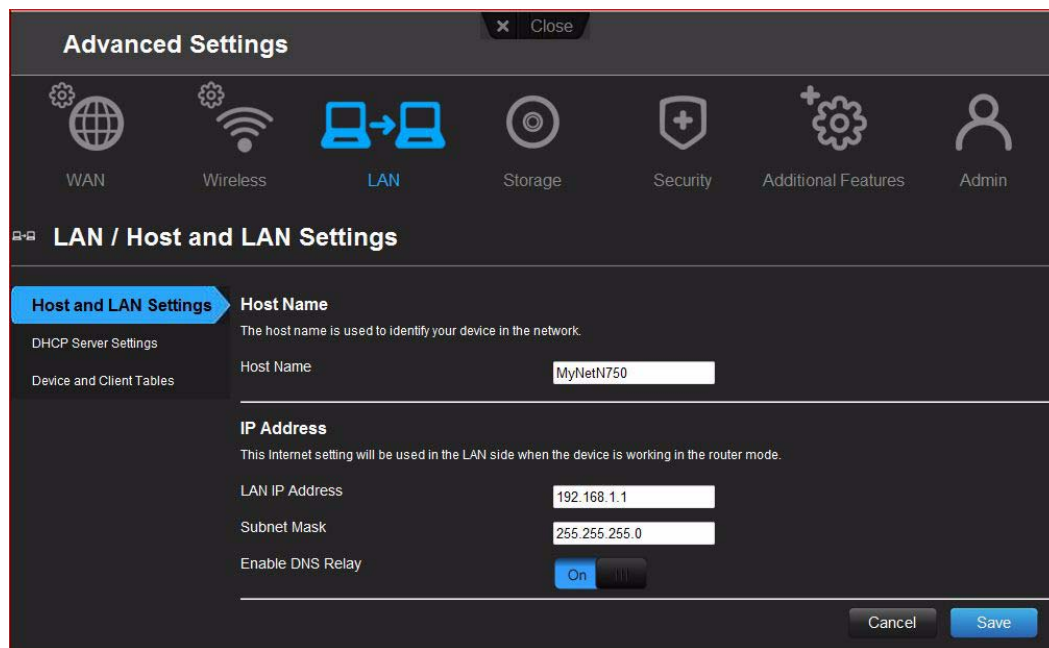 Close
Advanced Settings
WAN Wireless LAN Storage Security Additional Features Admin
LAN / Host and LAN Settings
Host and LAN Settings
DHCP Server Settings
Device and Client Tables
Host Name
The host name is used to identify your device in the network.
Host Name MyNetN750
IP Address
This Internet setting will be used in the LAN side when the device is working in the router mode.
LAN IP Address 192.168.1.1
Subnet Mask 255.255.255.0
Enable DNS Relay On
Cancel Save